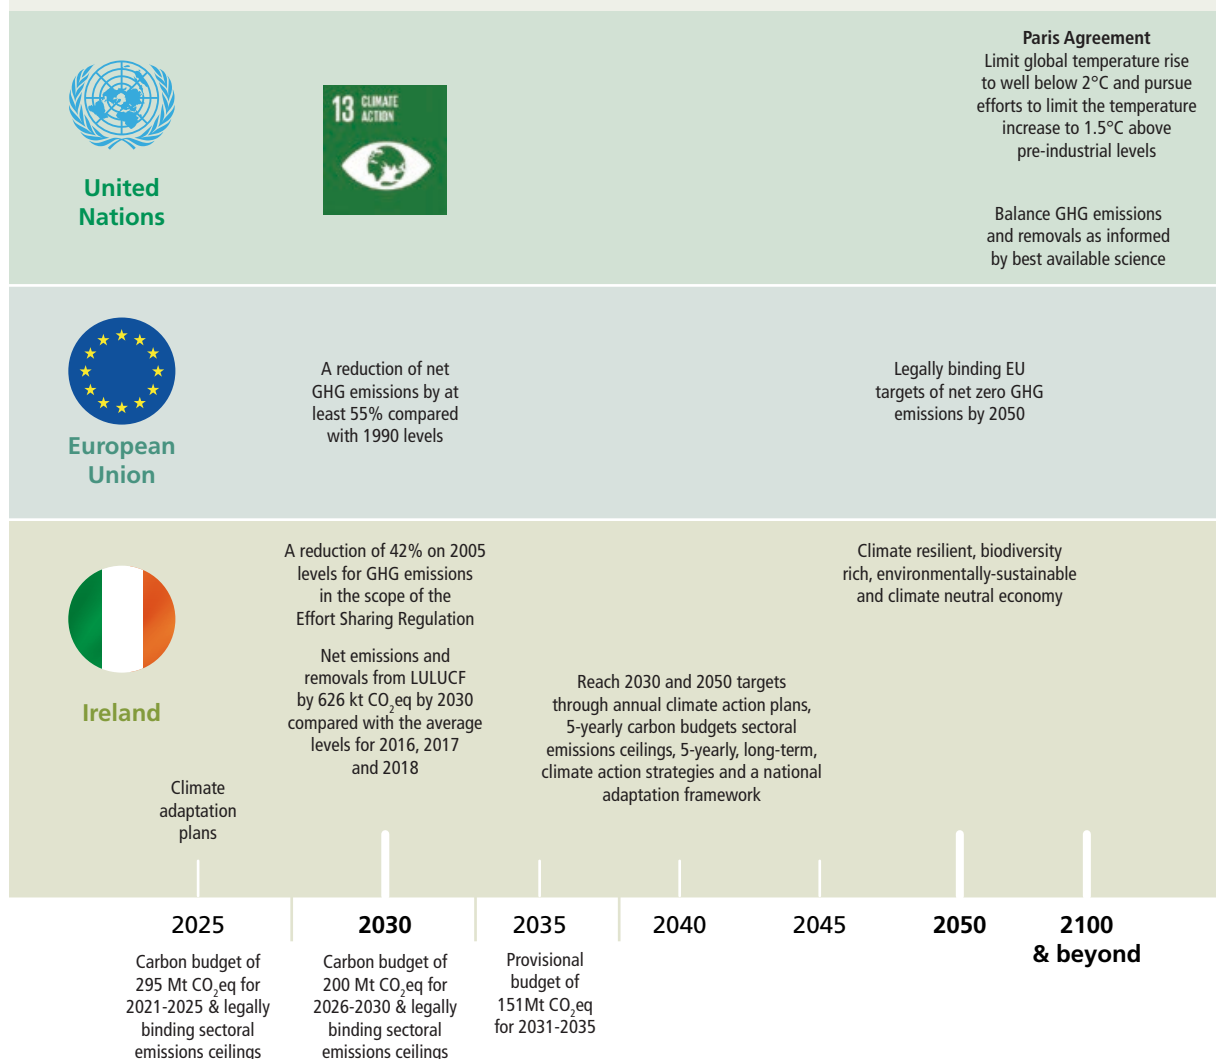 Paris Agreement
Limit global temperature rise
to well below 2°C and pursue
efforts to limit the temperature
increase to 1.5°C above
pre-industrial levels
13 CLIMATE
ACTION
United
Nations
Balance GHG emissions
and removals as informed
by best available science
European
Union
A reduction of net
GHG emissions by at
least 55% compared
with 1990 levels
Legally binding EU
targets of net zero GHG
emissions by 2050
Ireland
A reduction of 42% on 2005
levels for GHG emissions
in the scope of the
Effort Sharing Regulation
Net emissions and
removals from LULUCF
by 626 kt CO₂eq by 2030
compared with the average
levels for 2016, 2017
and 2018
Climate resilient, biodiversity
rich, environmentally-sustainable
and climate neutral economy
Reach 2030 and 2050 targets
through annual climate action plans,
5-yearly carbon budgets sectoral
emissions ceilings, 5-yearly, long-term,
climate action strategies and a national
adaptation framework
Climate
adaptation
plans
2025
2030
2035
2040
2045
2050
2100
& beyond
Carbon budget of
295 Mt CO₂eq for
2021-2025 & legally
binding sectoral
emissions ceilings
Carbon budget of
200 Mt CO₂eq for
2026-2030 & legally
binding sectoral
emissions ceilings
Provisional
budget of
151Mt CO₂eq
for 2031-2035